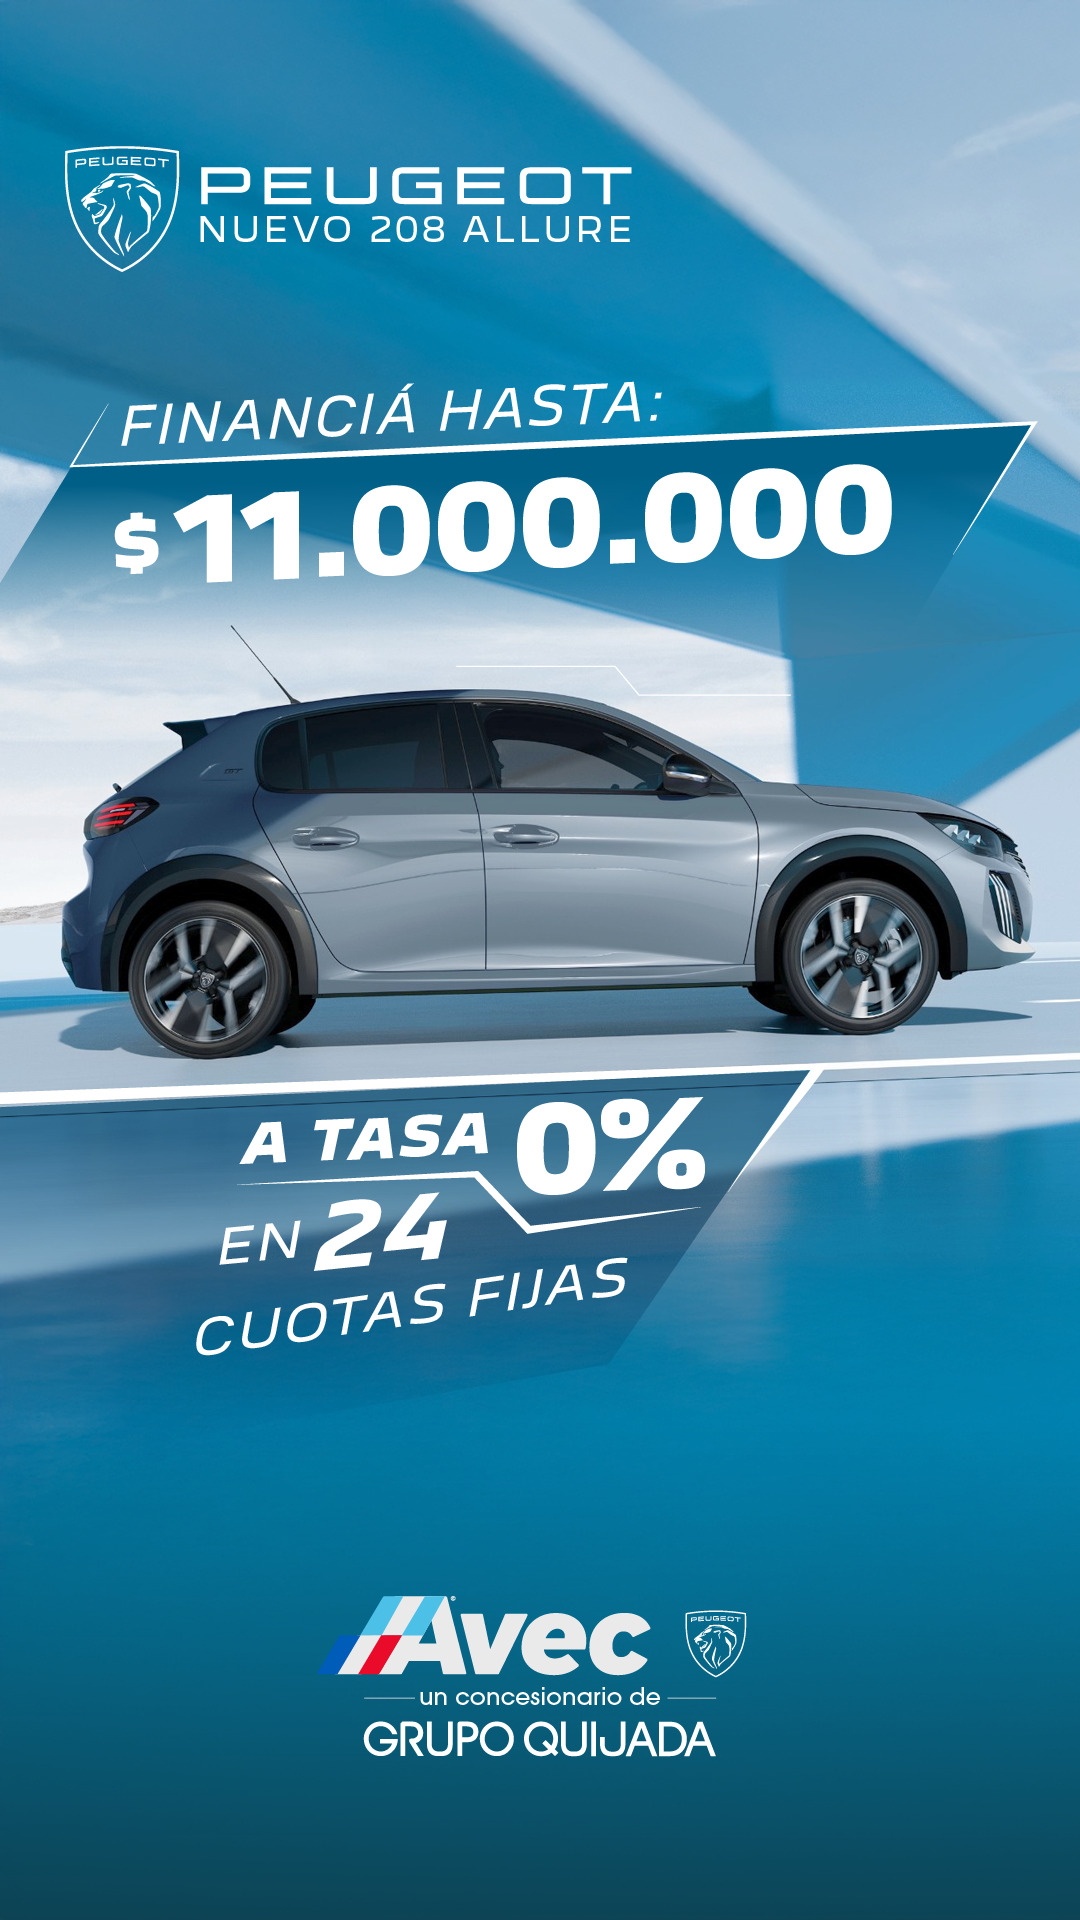 PEUGEOT
PEUGEOT
NUEVO 208 ALLURE
FINANCIÁ HASTA:
$11.000.000
GT
A TASA 0%
EN 24
CUOTAS FIJAS
Avec®
PEUGEOT
un concesionario de
GRUPO QUIJADA